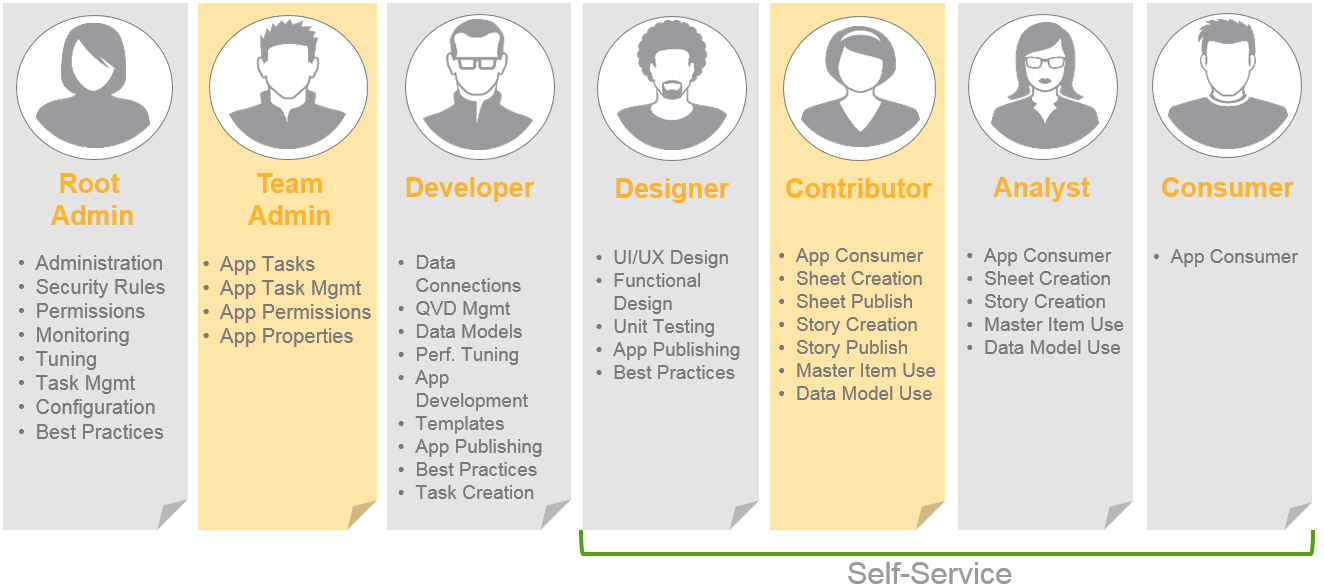 Root
Admin
• Administration
• Security Rules
• Permissions
• Monitoring
• Tuning
• Task Mgmt
• Configuration
• Best Practices
Team
Admin
• App Tasks
• App Task Mgmt
• App Permissions
• App Properties
Developer
• Data
Connections
• QVD Mgmt
• Data Models
• Perf. Tuning
• App
Development
• Templates
• App Publishing
• Best Practices
• Task Creation
Designer
• UI/UX Design
• Functional
Design
• Unit Testing
• App Publishing
• Best Practices
Contributor
• App Consumer
• Sheet Creation
• Sheet Publish
• Story Creation
• Story Publish
• Master Item Use
• Data Model Use
Analyst
• App Consumer
• Sheet Creation
• Story Creation
• Master Item Use
• Data Model Use
Consumer
• App Consumer
Self-Service